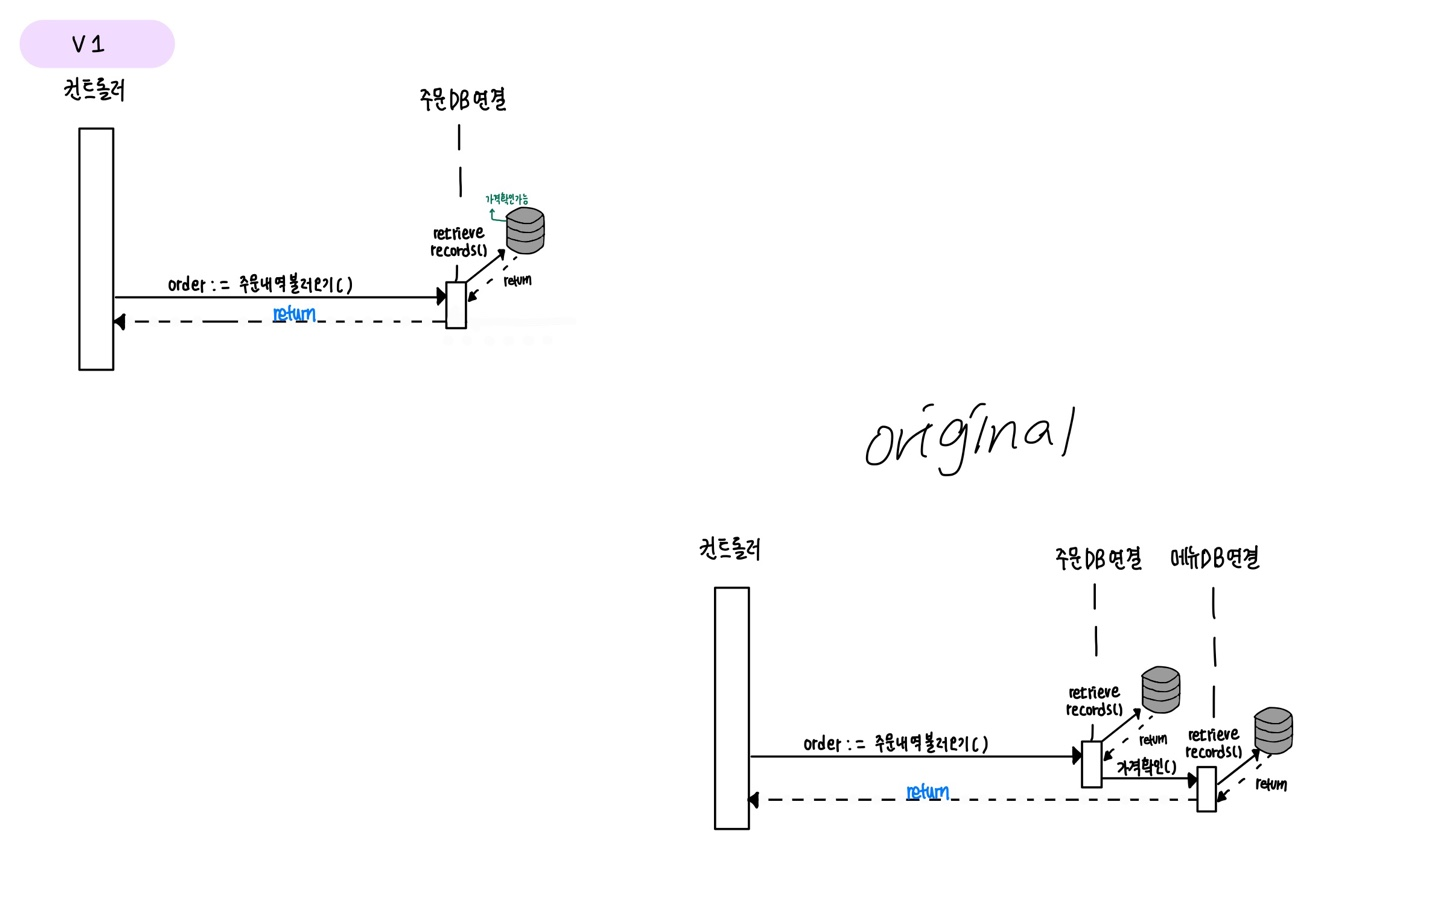 V1
컨트롤러
주문DB연결
가격확인가능
retrieve
records()
return
order := 주문내역불러오기()
return
original
컨트롤러
주문DB연결
메뉴DB연결
retrieve
records()
return
retrieve
records()
return
order := 주문내역불러오기()
가격확인()
return